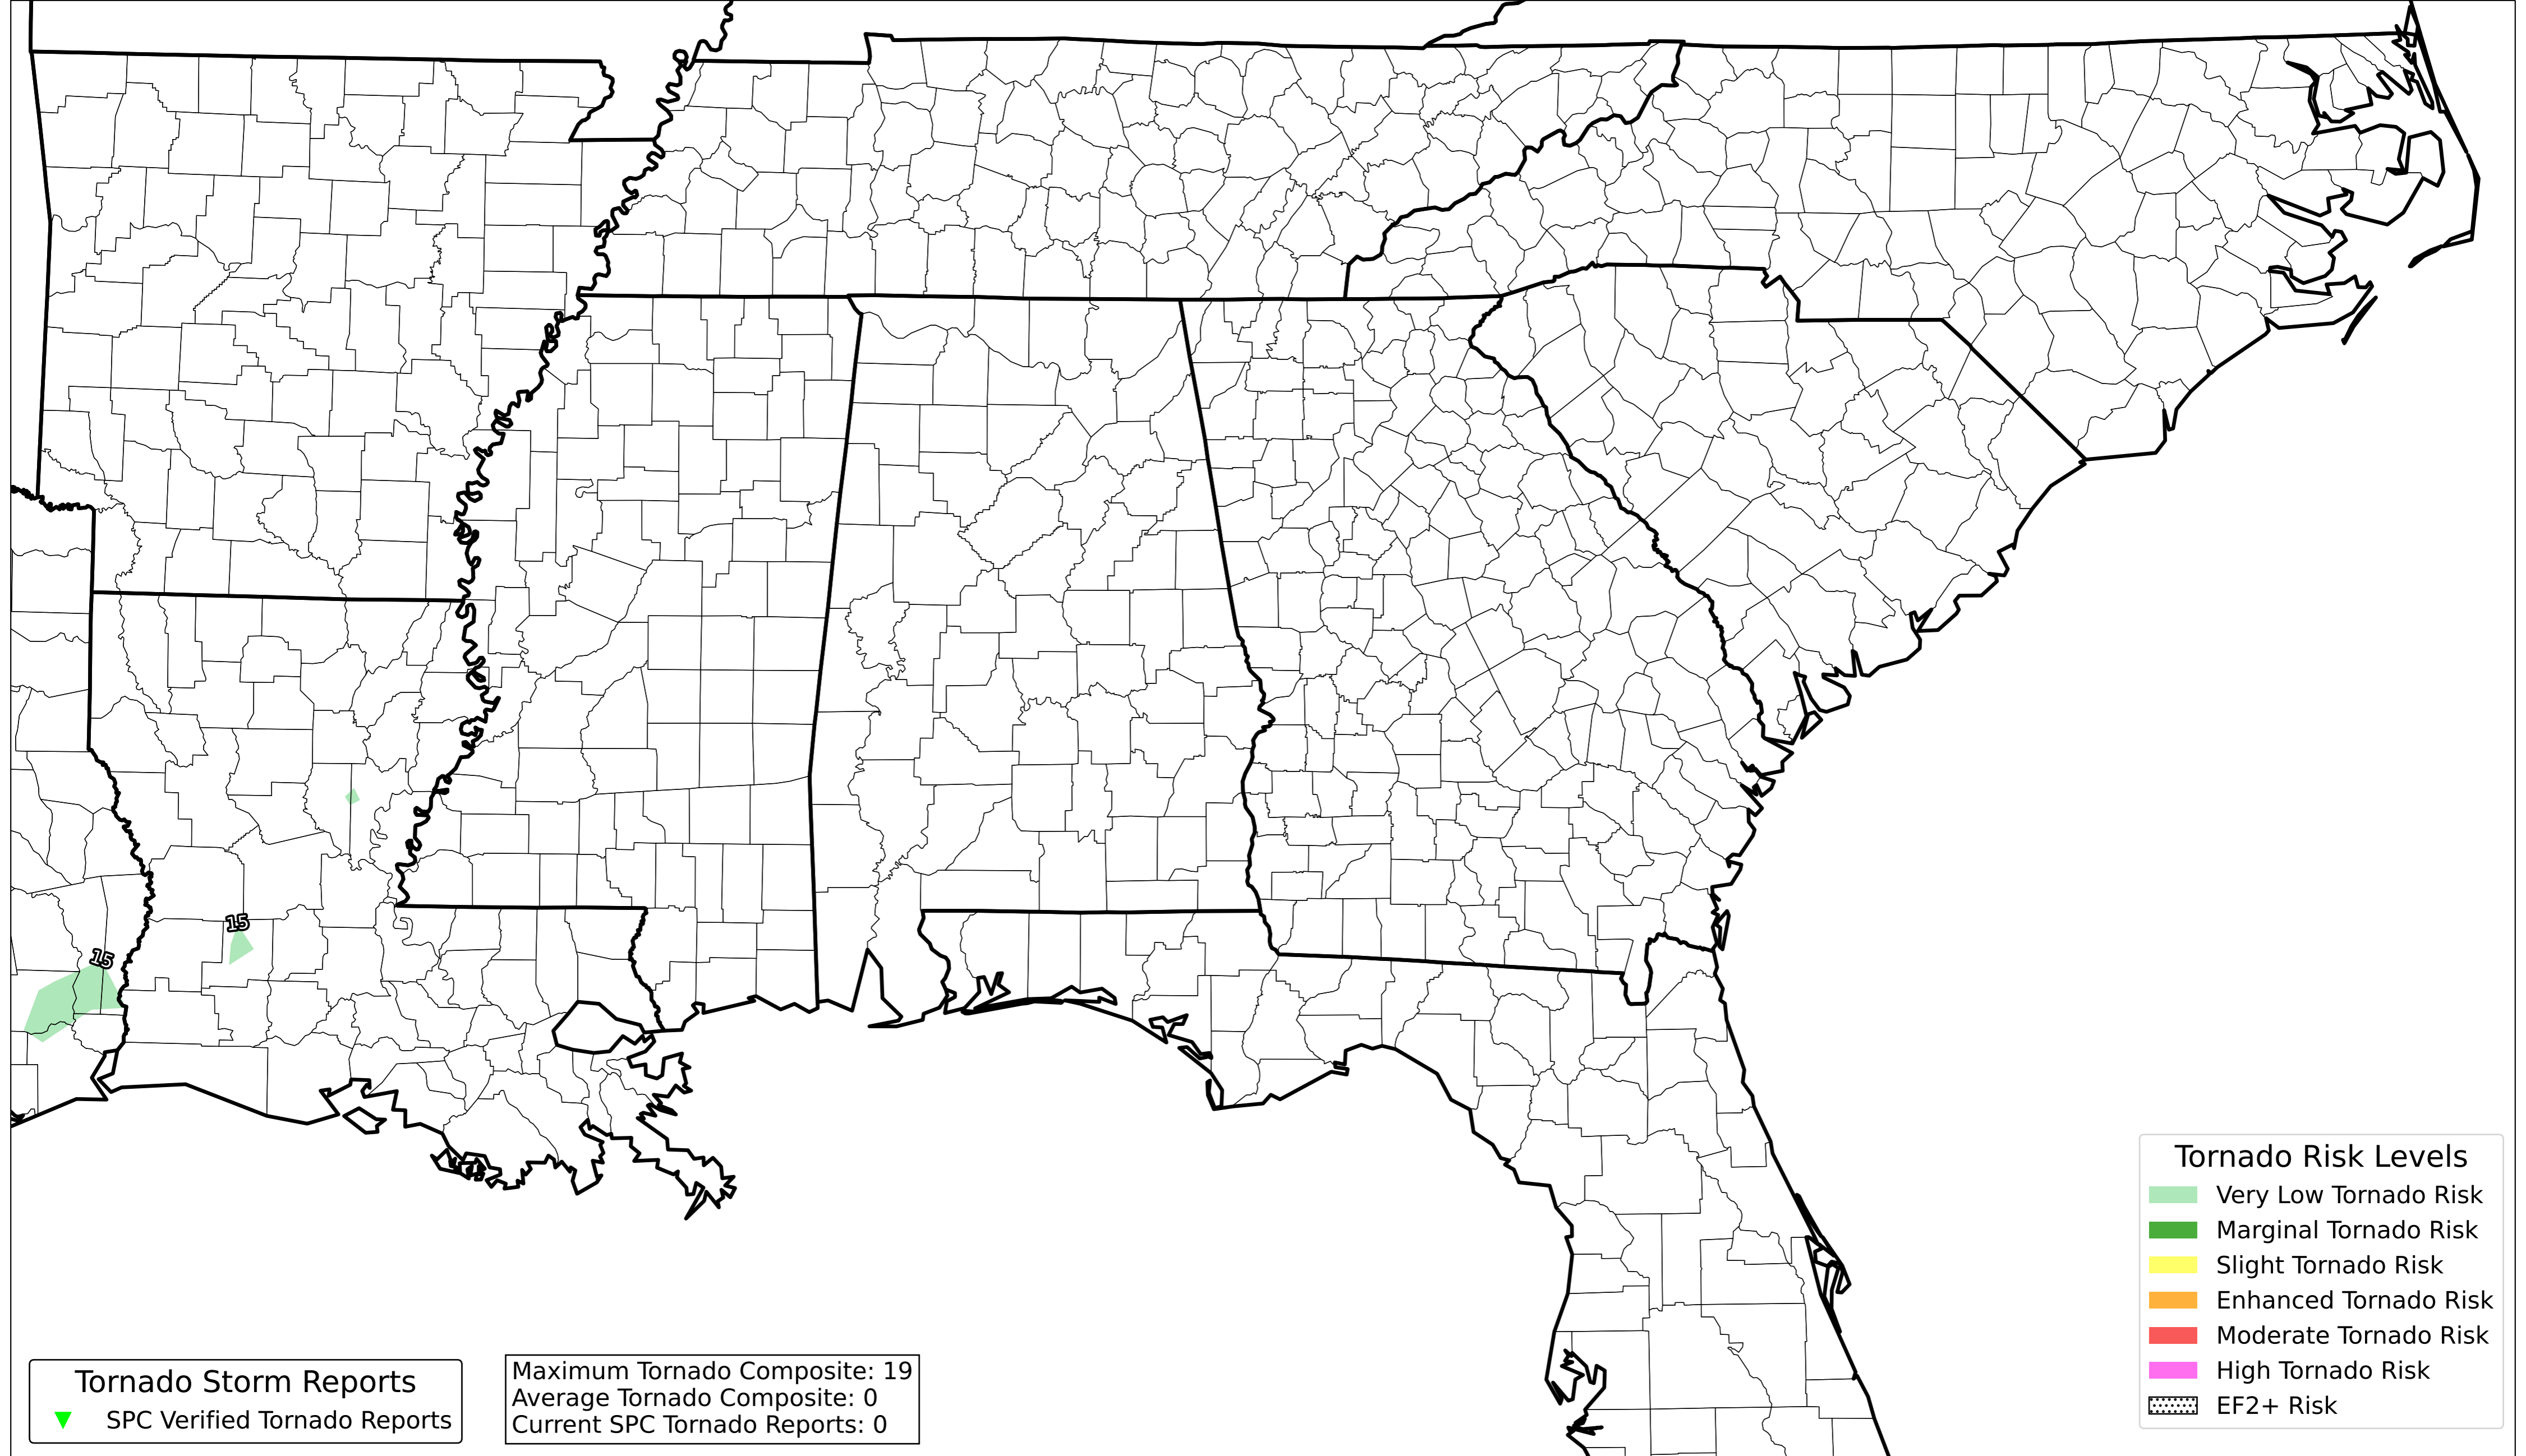 15
15
Tornado Risk Levels
Very Low Tornado Risk
Marginal Tornado Risk
Slight Tornado Risk
Enhanced Tornado Risk
Moderate Tornado Risk
High Tornado Risk
EF2+ Risk
Tornado Storm Reports
SPC Verified Tornado Reports
Maximum Tornado Composite: 19
Average Tornado Composite: 0
Current SPC Tornado Reports: 0